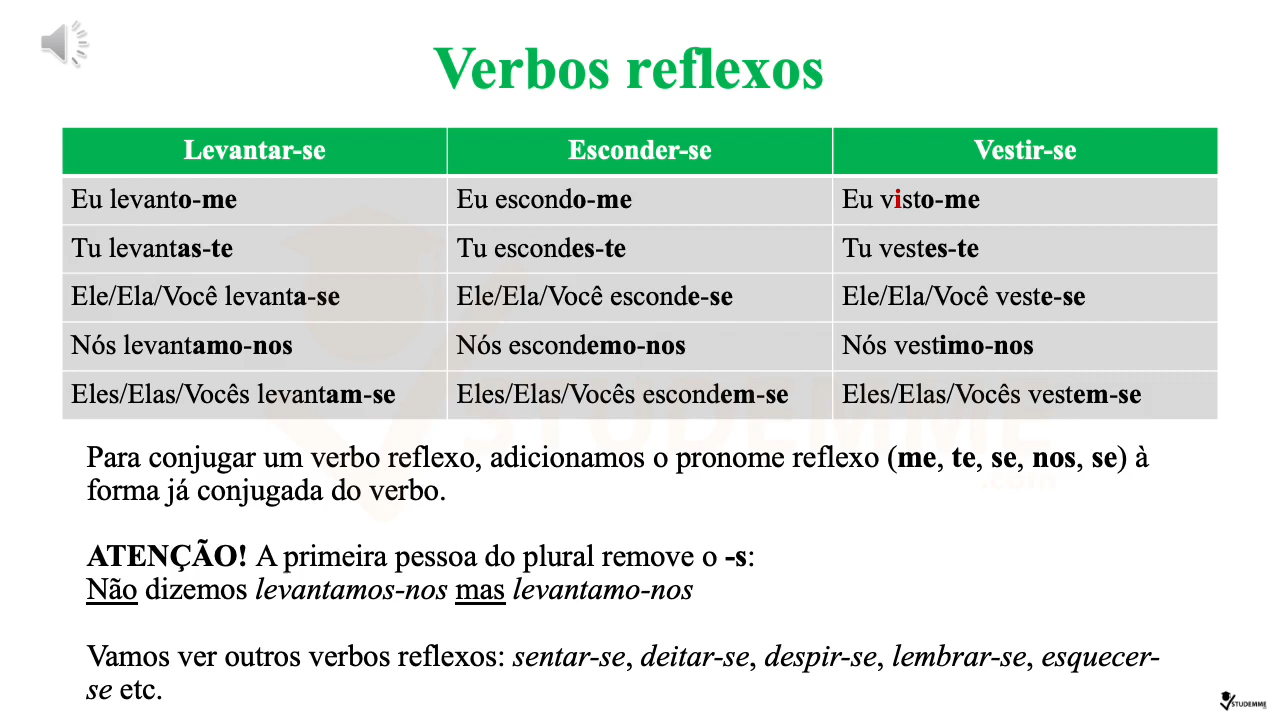 Verbos reflexos
Levantar-se Esconder-se Vestir-se
Eu levanto-me Eu escondo-me Eu visto-me
Tu levantas-te Tu escondes-te Tu vestes-te
Ele/Ela/Você levanta-se Ele/Ela/Você esconde-se Ele/Ela/Você veste-se
Nós levantamo-nos Nós escondemo-nos Nós vestimo-nos
Eles/Elas/Vocês levantam-se Eles/Elas/Vocês escondem-se Eles/Elas/Vocês vestem-se
Para conjugar um verbo reflexo, adicionamos o pronome reflexo (me, te, se, nos, se) à
forma já conjugada do verbo.
ATENÇÃO! A primeira pessoa do plural remove o -s:
Não dizemos levantamos-nos mas levantamo-nos
Vamos ver outros verbos reflexos: sentar-se, deitar-se, despir-se, lembrar-se, esquecer-
se etc.
STUDEMME